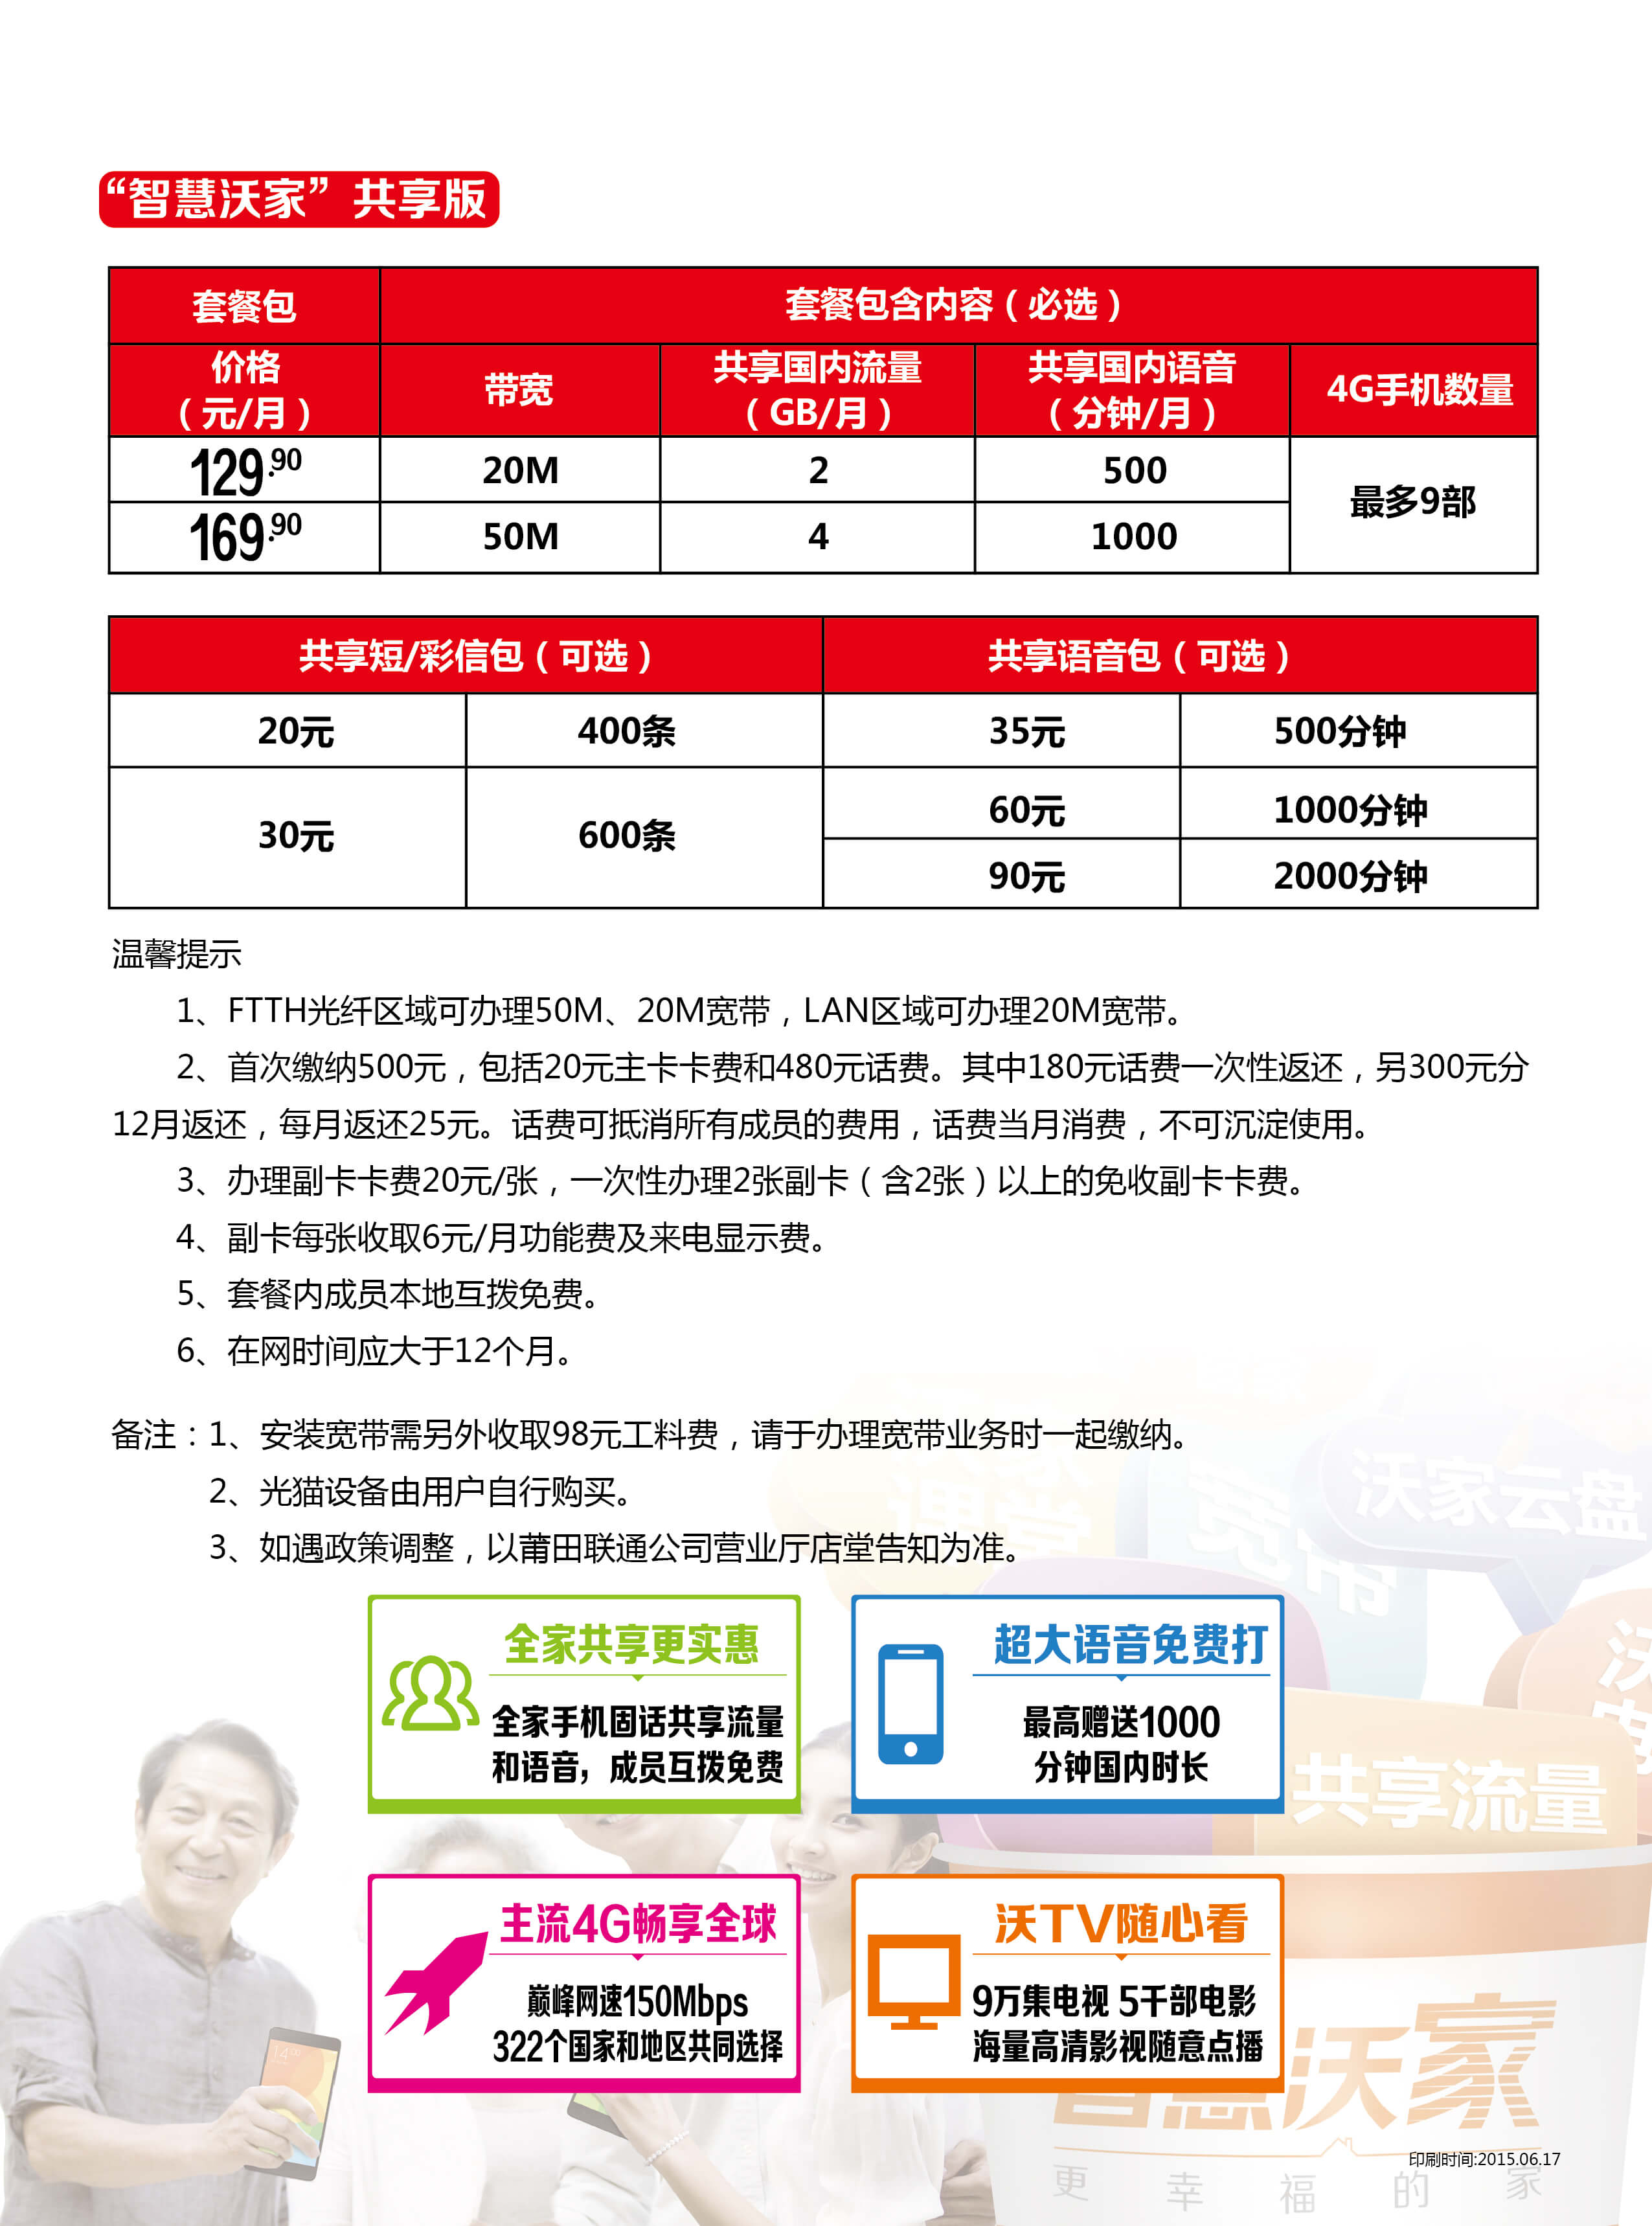 “智慧沃家”共享版
套餐包 套餐包含内容（必选）
价格（元/月） 带宽 共享国内流量（GB/月） 共享国内语音（分钟/月） 4G手机数量
129.90 20M 2 500 最多9部
169.90 50M 4 1000
共享短/彩信包（可选） 共享语音包（可选）
20元 400条 35元 500分钟
30元 600条 60元 1000分钟
90元 2000分钟
温馨提示
1、FTTH光纤区域可办理50M、20M宽带，LAN区域可办理20M宽带。
2、首次缴纳500元，包括20元主卡卡费和480元话费。其中180元话费一次性返还，另300元分
12月返还，每月返还25元。话费可抵消所有成员的费用，话费当月消费，不可沉淀使用。
3、办理副卡卡费20元/张，一次性办理2张副卡（含2张）以上的免收副卡卡费。
4、副卡每张收取6元/月功能费及来电显示费。
5、套餐内成员本地互拨免费。
6、在网时间应大于12个月。
备注：1、安装宽带需另外收取98元工料费，请于办理宽带业务时一起缴纳。
2、光猫设备由用户自行购买。
3、如遇政策调整，以莆田联通公司营业厅店堂告知为准。
课堂
宽带
沃家云盘
全家共享更实惠
全家手机固话共享流量
和语音，成员互拨免费
超大语音免费打
最高赠送1000
分钟国内时长
共享流量
主流4G畅享全球
巅峰网速150Mbps
322个国家和地区共同选择
沃TV随心看
9万集电视 5千部电影
海量高清影视随意点播
智慧沃家
更幸福的家
印刷时间:2015.06.17